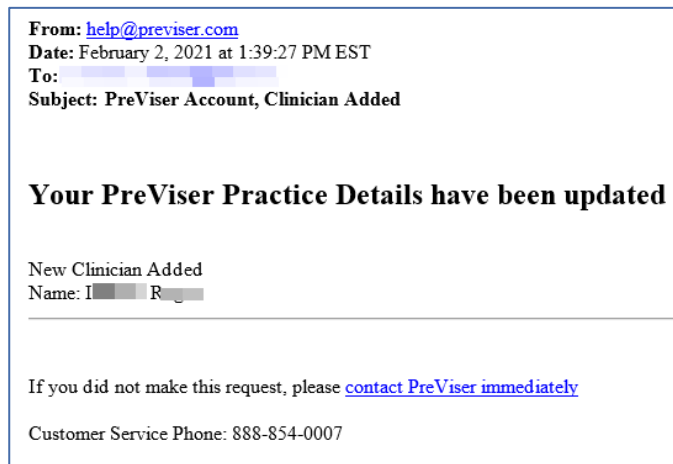 From: help@previser.com
Date: February 2, 2021 at 1:39:27 PM EST
To:
Subject: PreViser Account, Clinician Added
Your PreViser Practice Details have been updated
New Clinician Added
Name:
If you did not make this request, please contact PreViser immediately
Customer Service Phone: 888-854-0007